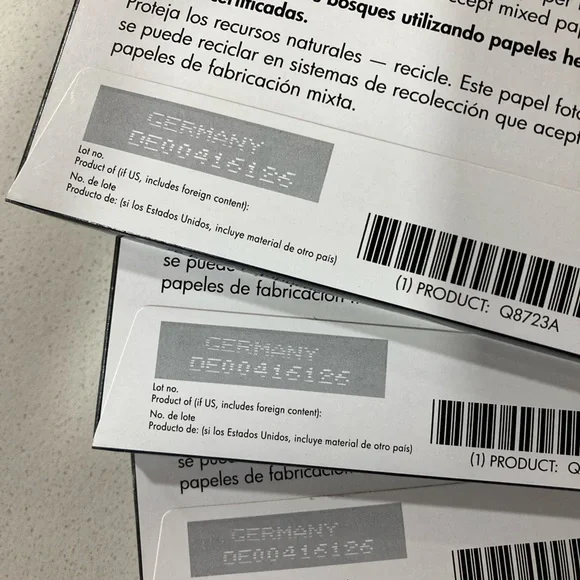 cept mixed pa
certificadas.
bosques utilizando papeles he
Proteja los recursos naturales — recicle. Este papel foto
se puede reciclar en sistemas de recolección que acept
papeles de fabricación mixta.
GERMANY
DE00416126
Lot no.
Product of (if US, includes foreign content):
No. de lote
Producto de: (si los Estados Unidos, incluye material de otro país)
(1) PRODUCT: Q8723A
se puede
papeles de fabricación
GERMANY
DE00416126
Lot no.
Product of (if US, includes foreign content):
No. de lote
Producto de: (si los Estados Unidos, incluye material de otro país)
(1) PRODUCT: Q
se puede
papeles de fabricación
GERMANY
DE00416126